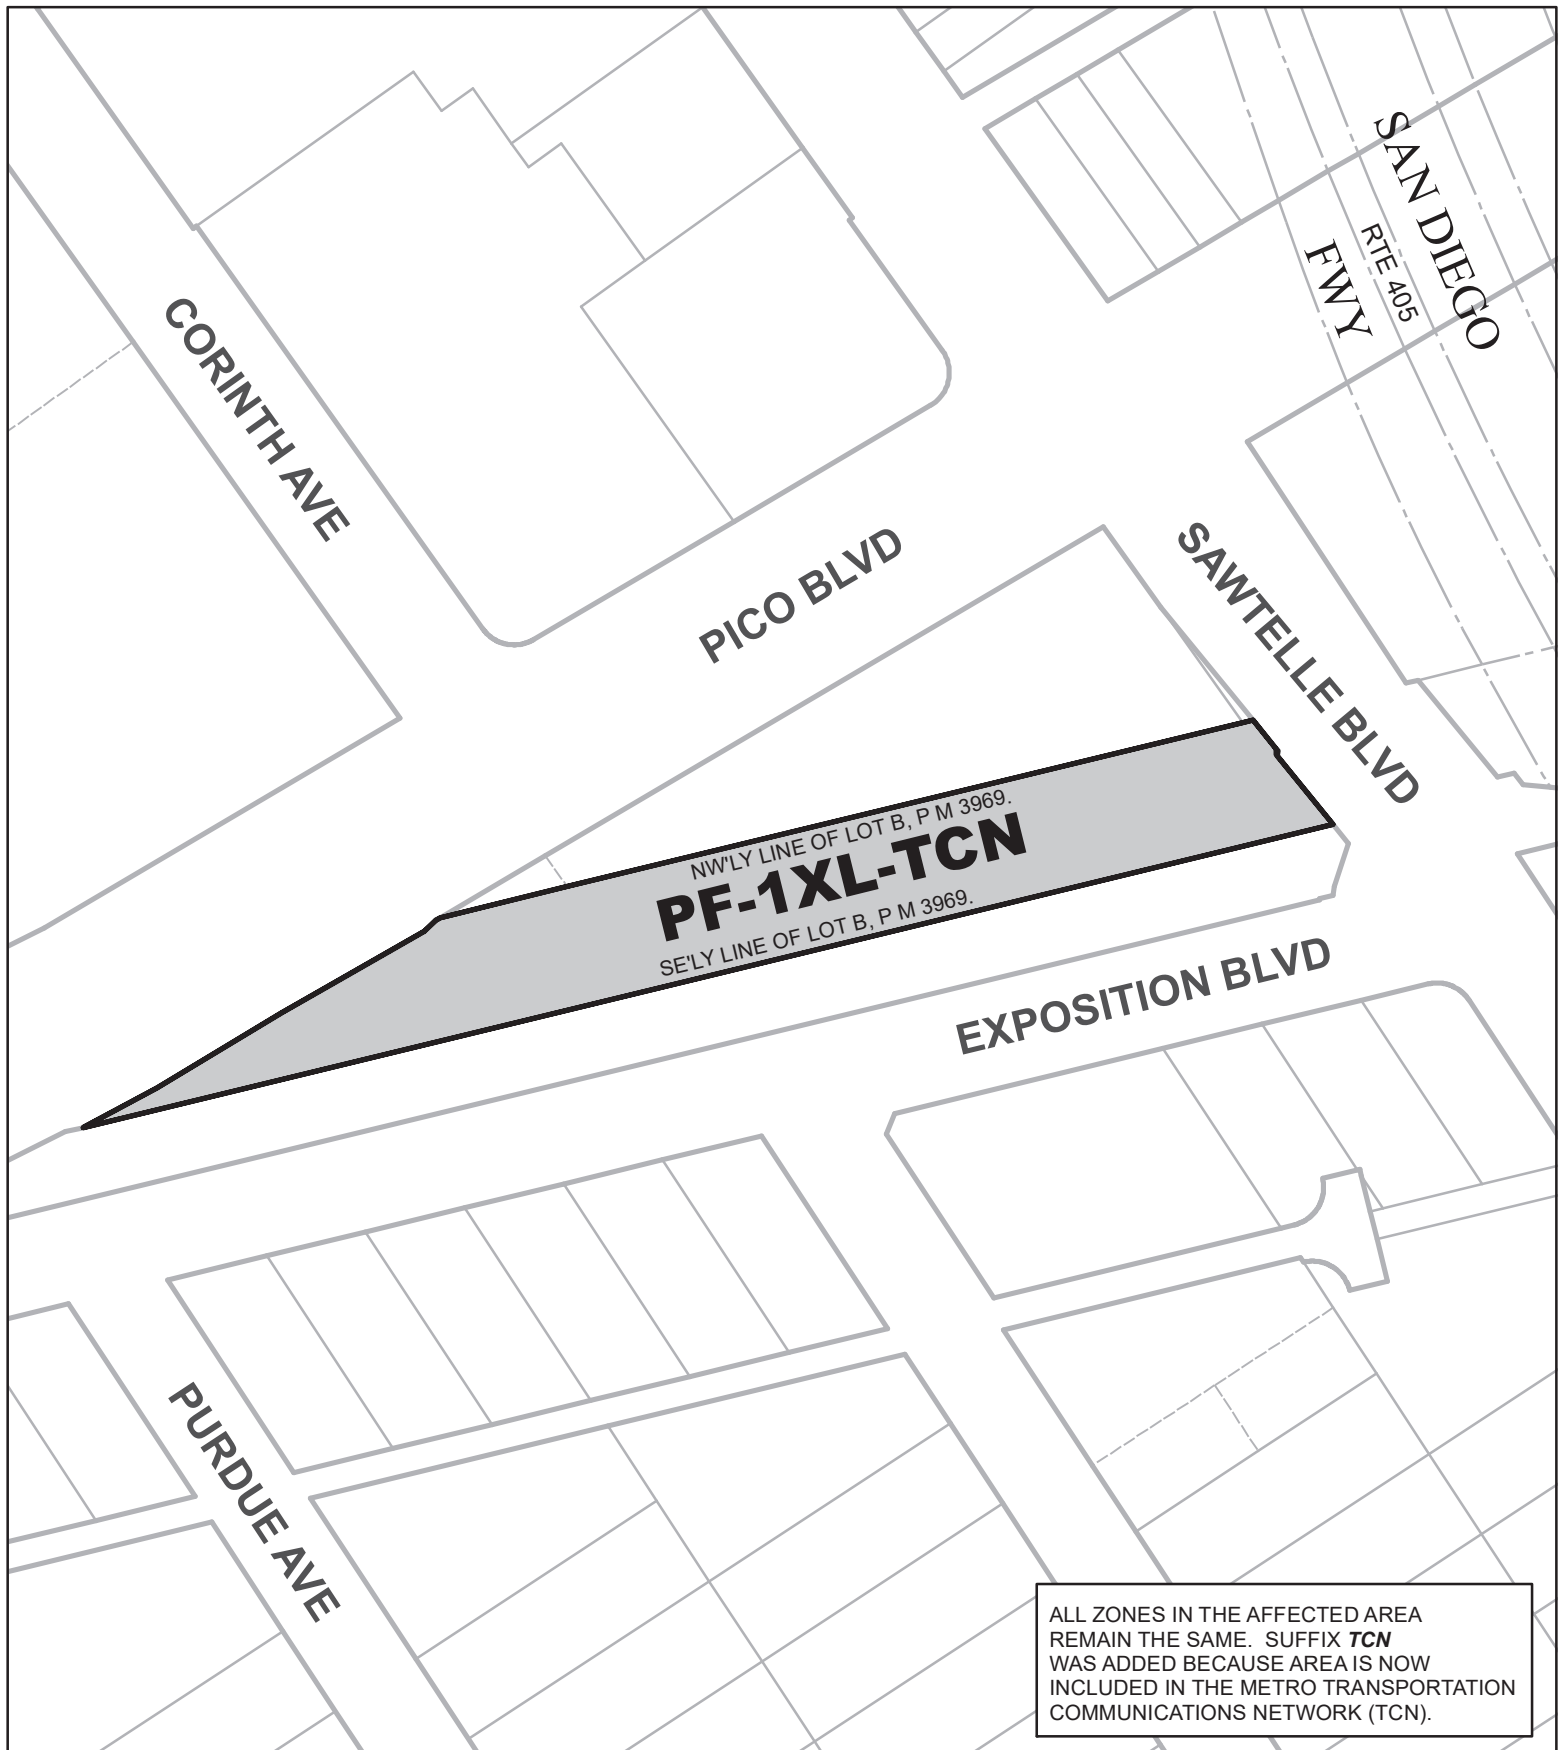 SAN DIEGO
RTE 405
FWY
CORINTH AVE
PICO BLVD
SAWTELLE BLVD
NW'LY LINE OF LOT B, P M 3969.
PF-1XL-TCN
SE'LY LINE OF LOT B, P M 3969.
EXPOSITION BLVD
PURDUE AVE
ALL ZONES IN THE AFFECTED AREA
REMAIN THE SAME. SUFFIX TCN
WAS ADDED BECAUSE AREA IS NOW
INCLUDED IN THE METRO TRANSPORTATION
COMMUNICATIONS NETWORK (TCN).